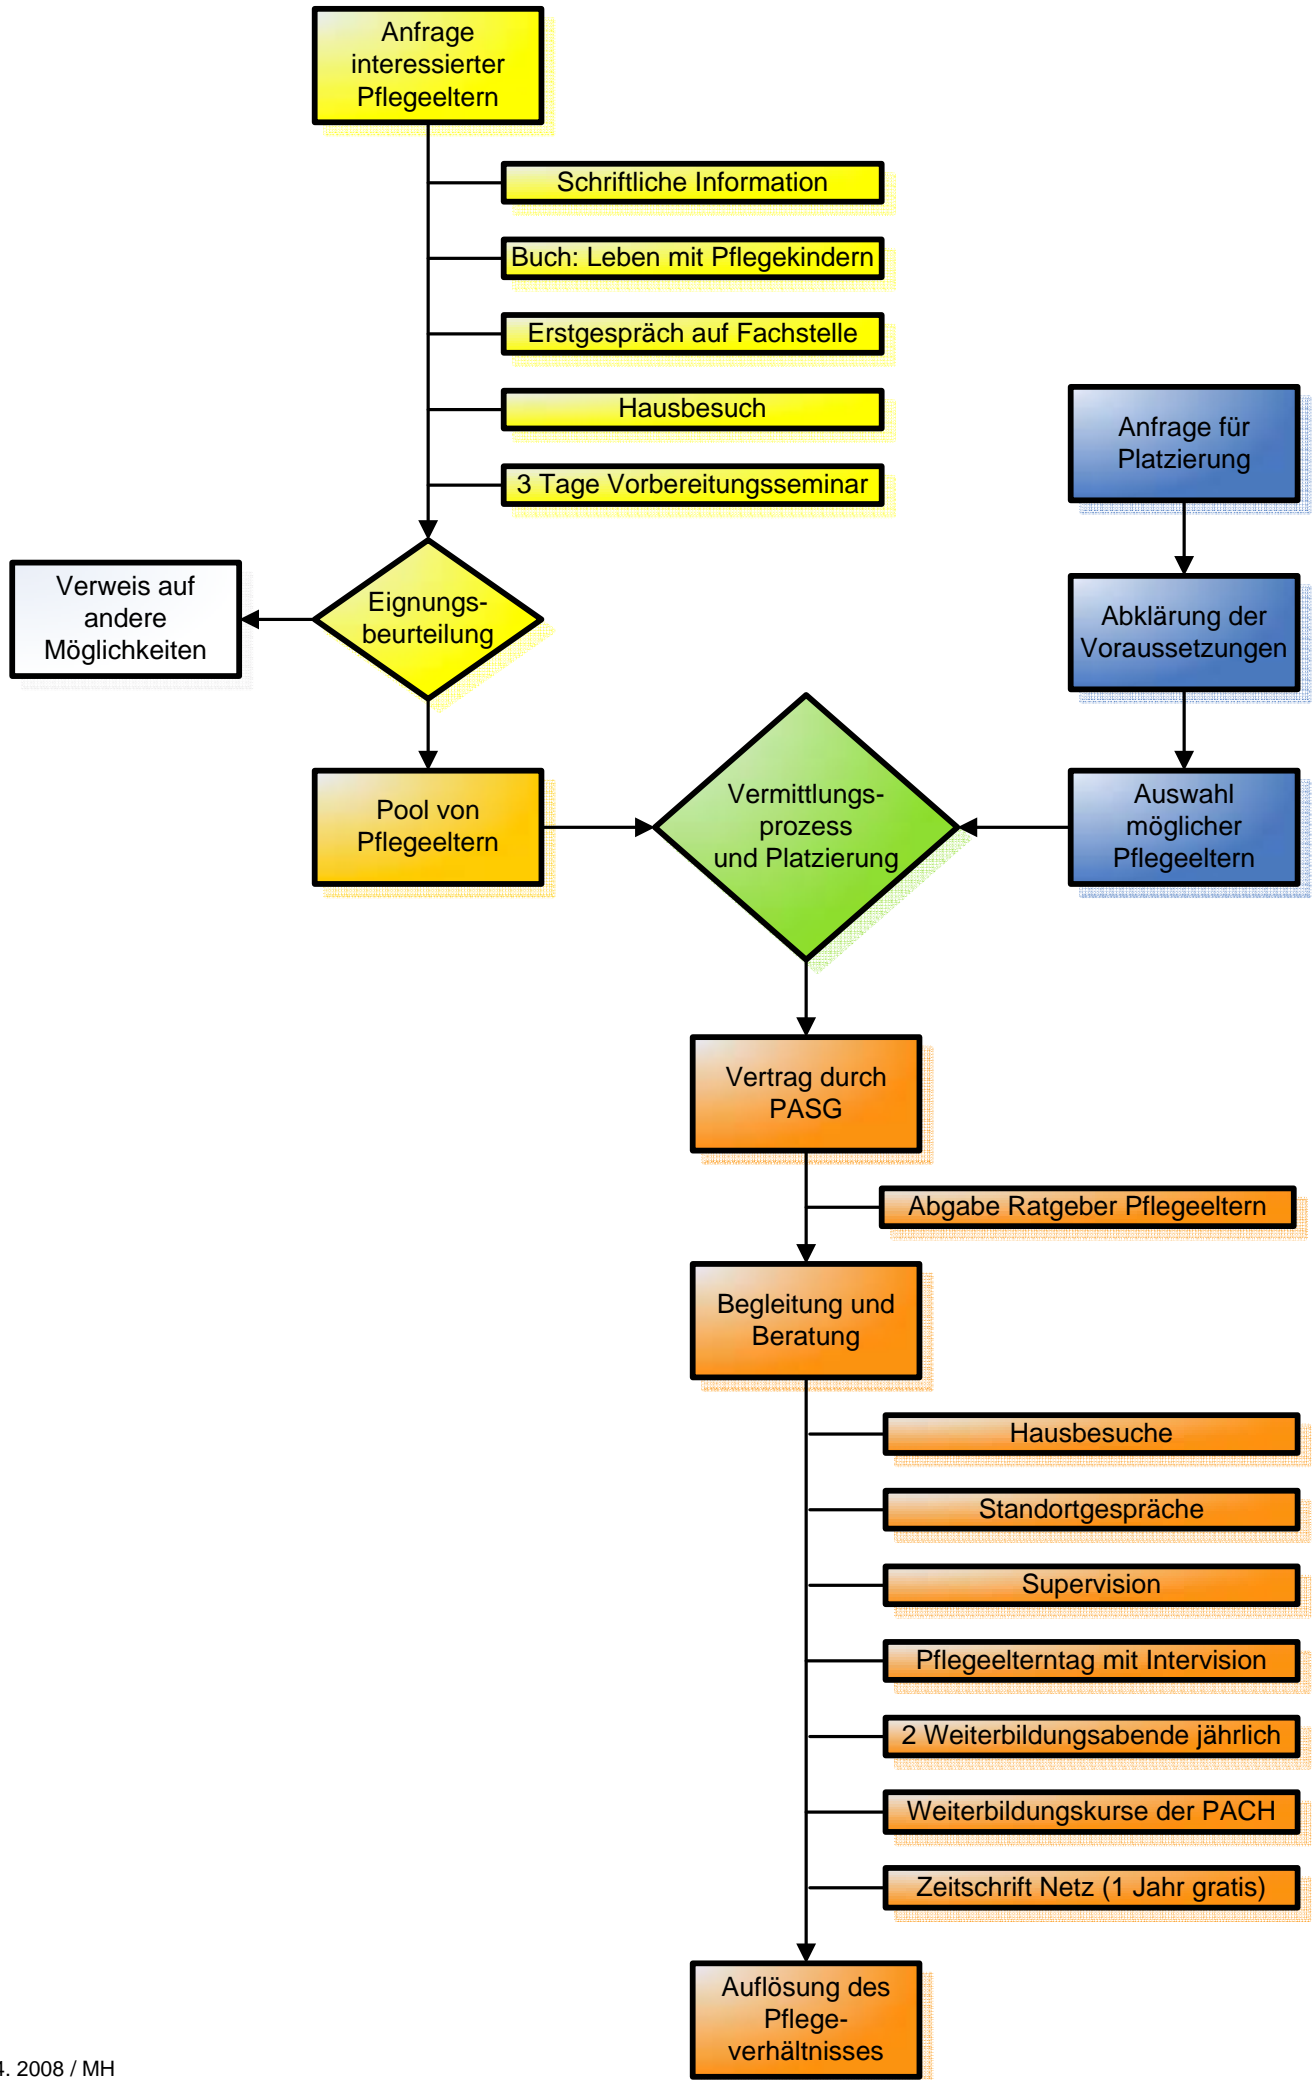 Anfrage
interessierter
Pflegeeltern
Schriftliche Information
Buch: Leben mit Pflegekindern
Erstgespräch auf Fachstelle
Hausbesuch
3 Tage Vorbereitungsseminar
Anfrage für
Platzierung
Verweis auf
andere
Möglichkeiten
Eignungs-
beurteilung
Abklärung der
Voraussetzungen
Pool von
Pflegeeltern
Vermittlungs-
prozess
und Platzierung
Auswahl
möglicher
Pflegeeltern
Vertrag durch
PASG
Abgabe Ratgeber Pflegeeltern
Begleitung und
Beratung
Hausbesuche
Standortgespräche
Supervision
Pflegeelterntag mit Intervision
2 Weiterbildungsabende jährlich
Weiterbildungskurse der PACH
Zeitschrift Netz (1 Jahr gratis)
Auflösung des
Pflege-
verhältnisses
4. 2008 / MH